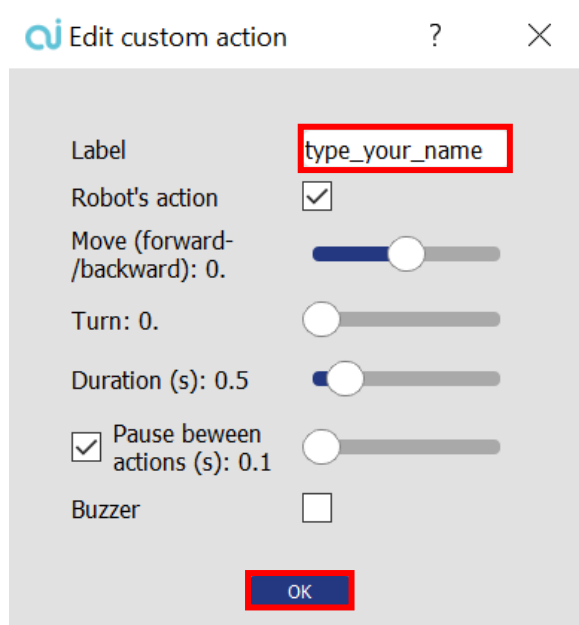 Edit custom action ?
Label type_your_name
Robot's action
Move (forward-
/backward): 0.
Turn: 0.
Duration (s): 0.5
Pause beween
actions (s): 0.1
Buzzer
OK